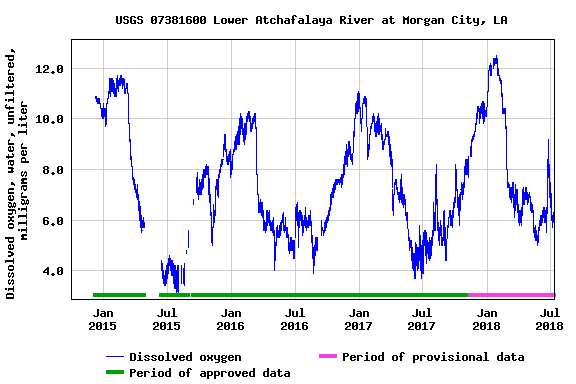 USGS 07381600 Lower Atchafalaya River at Morgan City, LA
Dissolved oxygen, water, unfiltered,
milligrams per liter
12.0
10.0
8.0
6.0
4.0
Jan Jul Jan Jul Jan Jul Jan Jul
2015 2015 2016 2016 2017 2017 2018 2018
Dissolved oxygen
Period of provisional data
Period of approved data